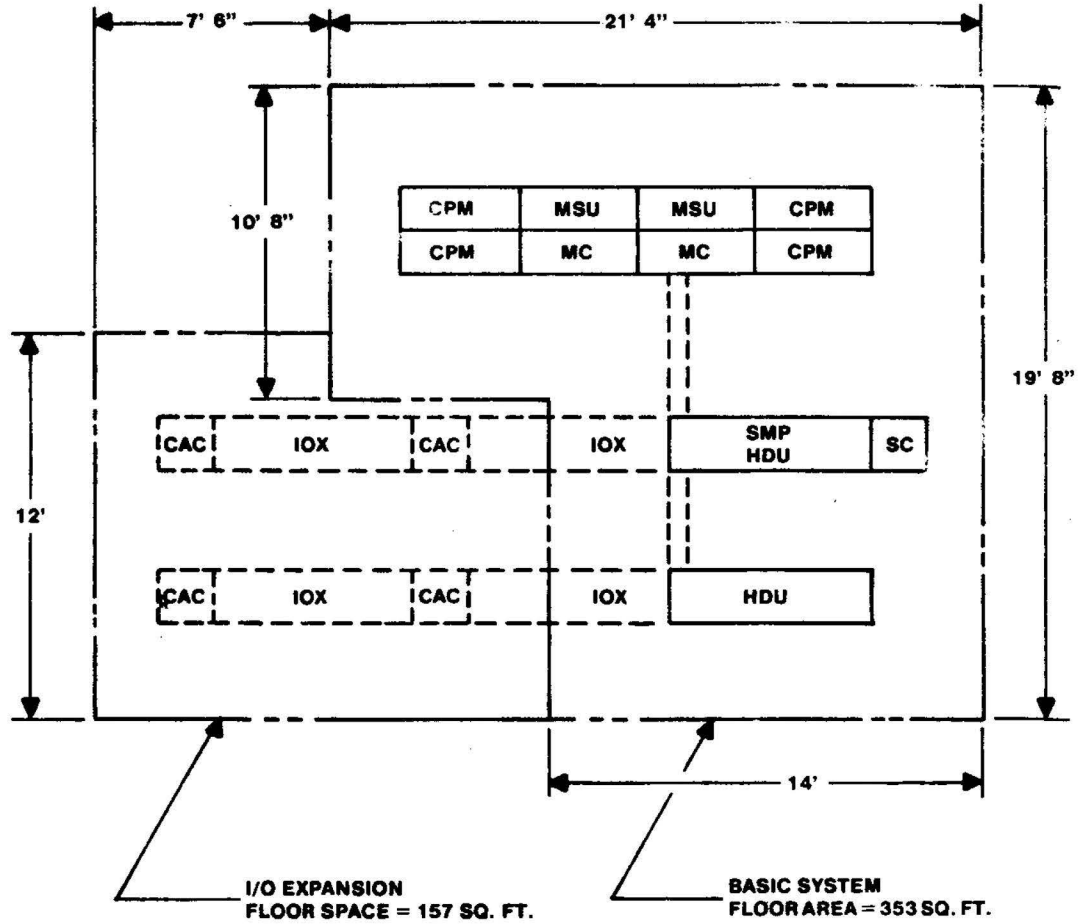 7' 6"
21' 4"
10' 8"
CPM MSU MSU CPM
CPM MC MC CPM
19' 8"
CAC IOX CAC IOX SMP HDU SC
12'
CAC IOX CAC IOX HDU
14'
I/O EXPANSION
FLOOR SPACE = 157 SQ. FT.
BASIC SYSTEM
FLOOR AREA = 353 SQ. FT.